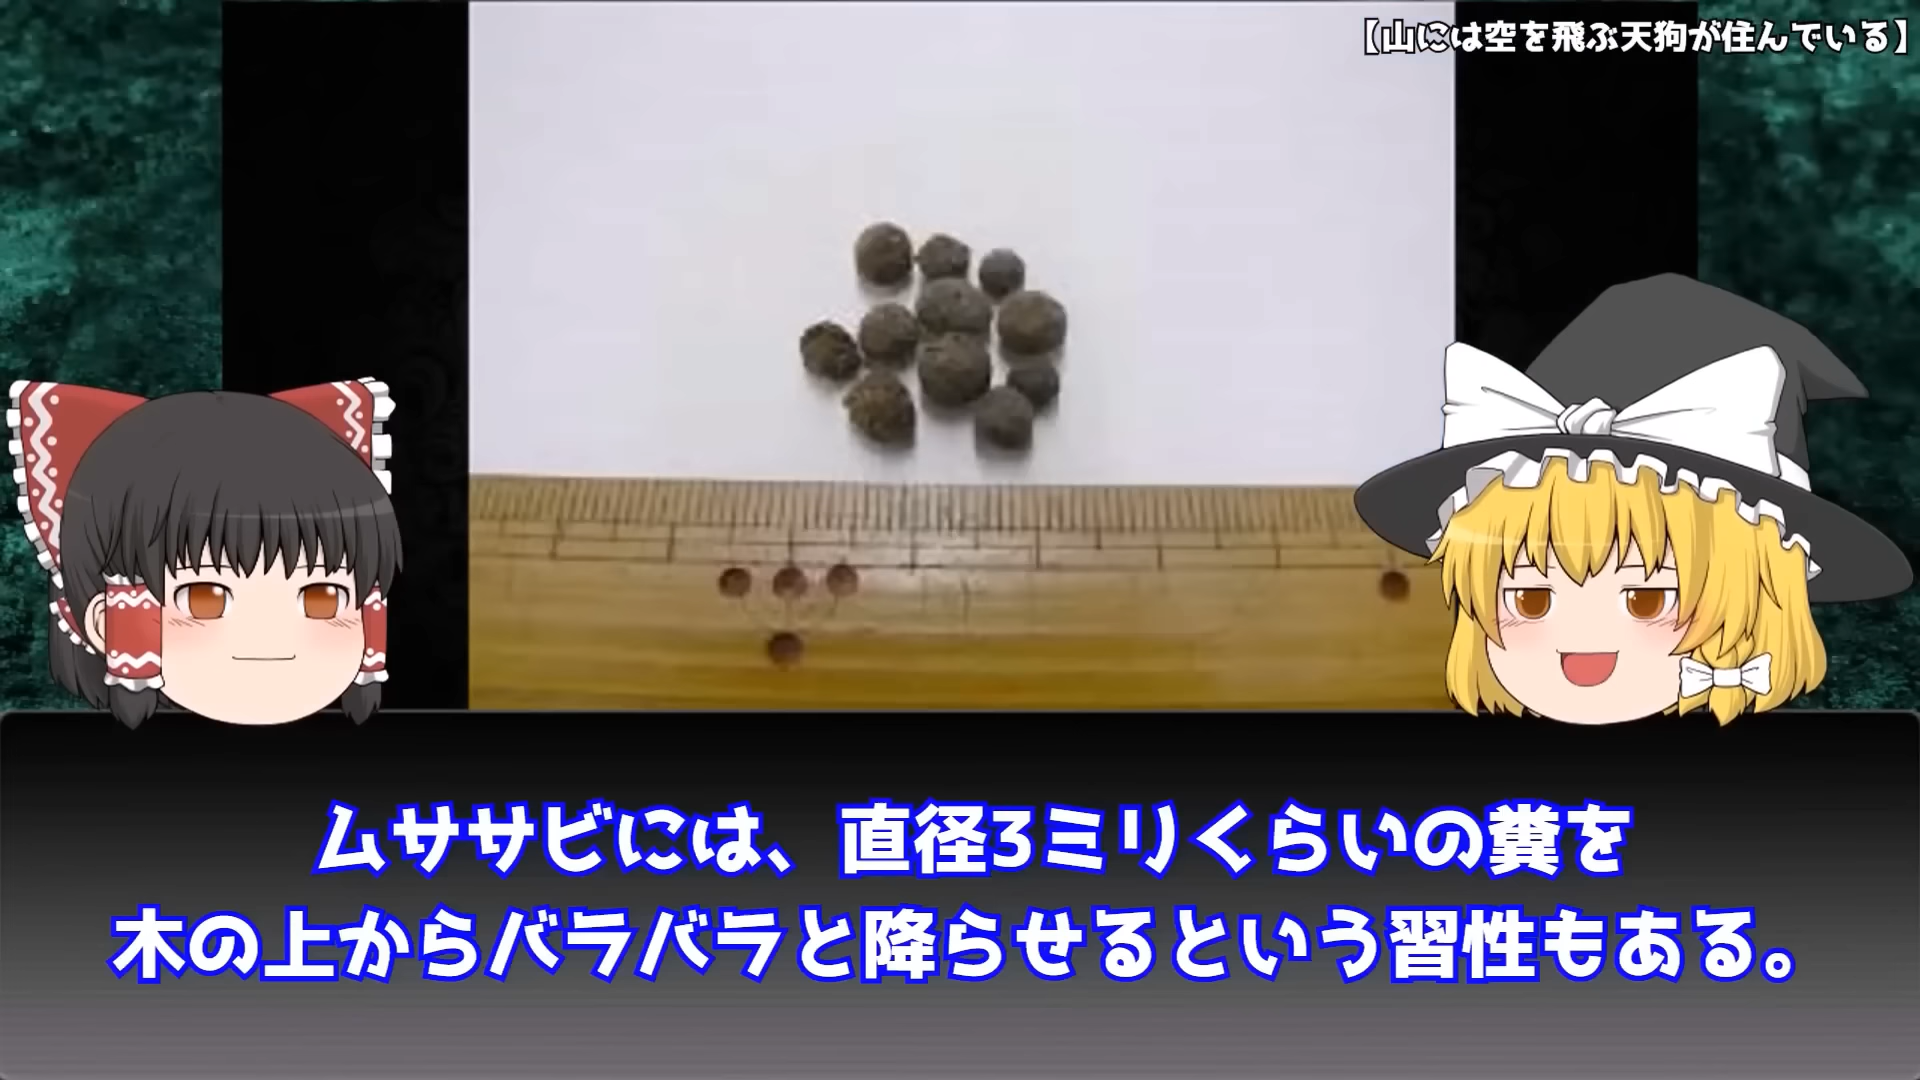 【山には空を飛ぶ天狗が住んでいる】
ムササビには、直径3ミリくらいの糞を
木の上からバラバラと降らせるという習性もある。